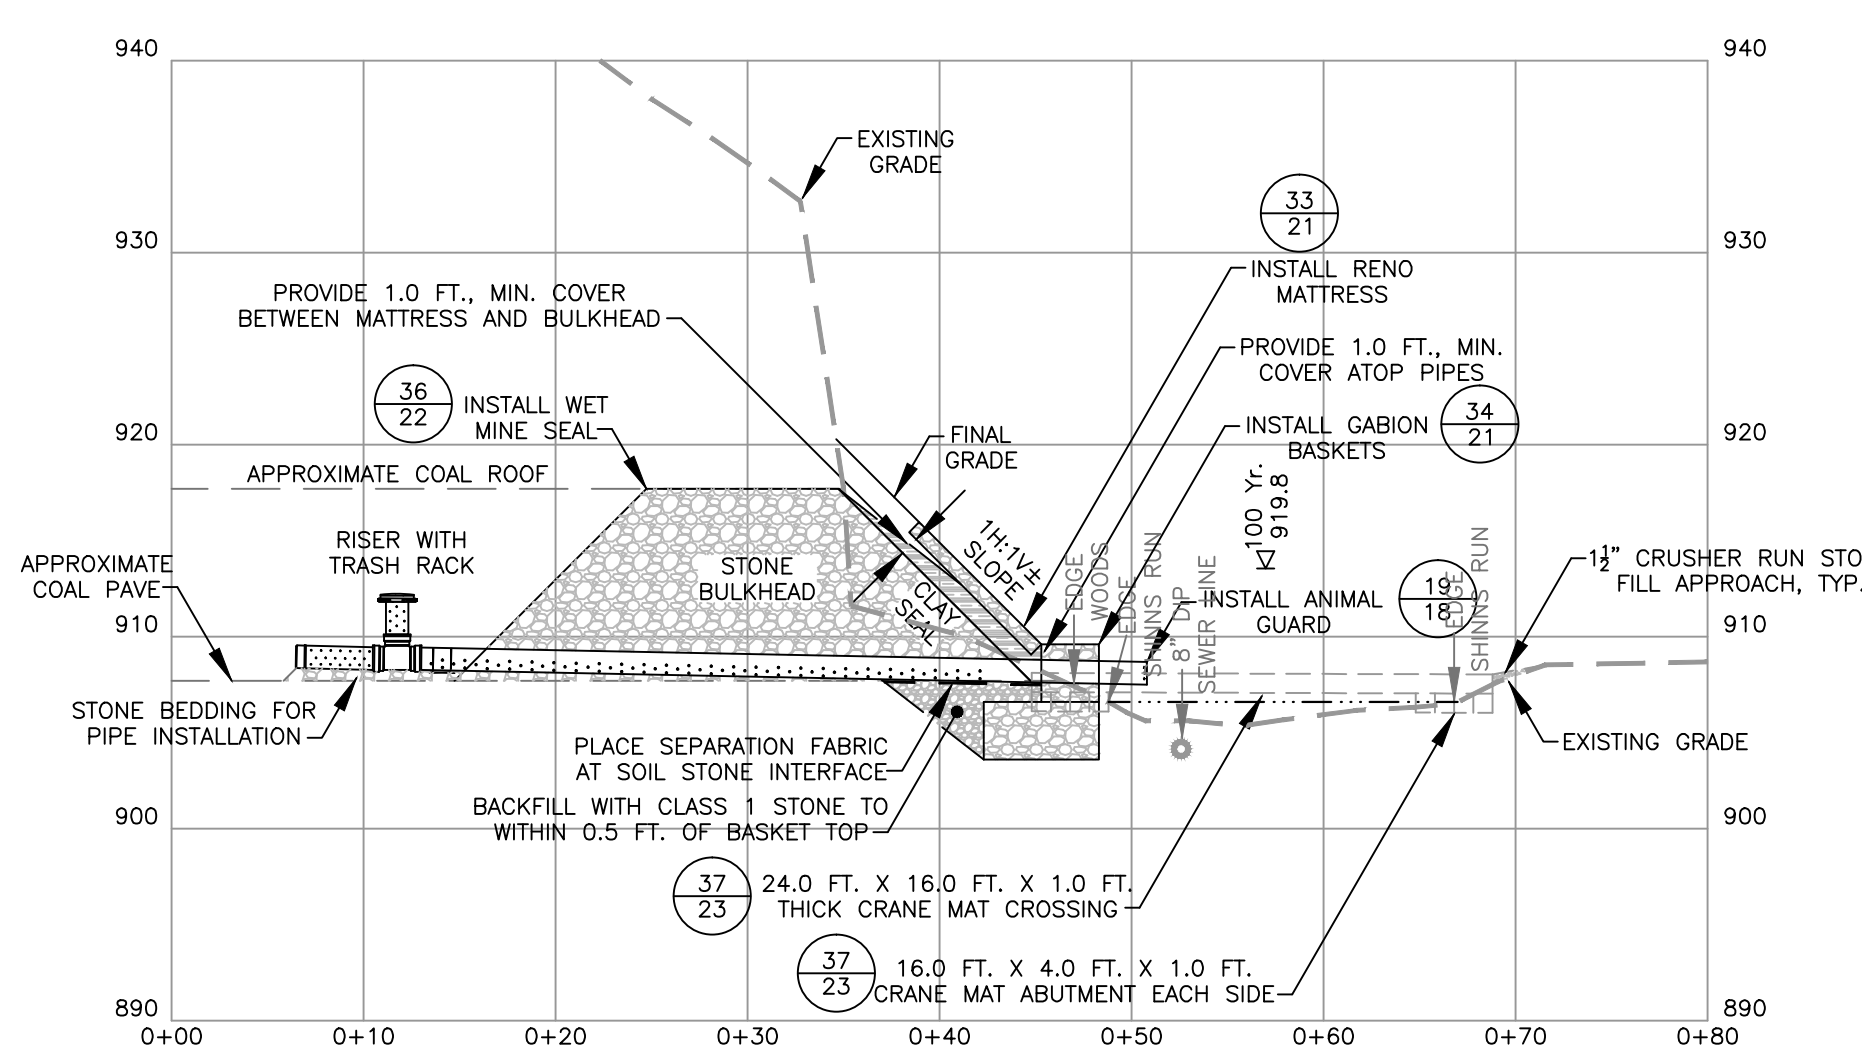 940
940
EXISTING
GRADE
33
21
930
930
INSTALL RENO
MATTRESS
PROVIDE 1.0 FT., MIN. COVER
BETWEEN MATTRESS AND BULKHEAD
PROVIDE 1.0 FT., MIN.
COVER ATOP PIPES
36
22
INSTALL WET
MINE SEAL
34
21
INSTALL GABION
BASKETS
920
920
FINAL
GRADE
APPROXIMATE COAL ROOF
100 Yr.
919.8
RISER WITH
TRASH RACK
APPROXIMATE
COAL PAVE
STONE
BULKHEAD
1H:1V±
SLOPE
CLAY
SEAL
EDGE
WOODS
EDGE
SHINNS RUN
8" DIP
SEWER LINE
INSTALL ANIMAL
GUARD
19
18
EDGE
SHINNS RUN
1½" CRUSHER RUN STO
FILL APPROACH, TYP.
910
910
STONE BEDDING FOR
PIPE INSTALLATION
PLACE SEPARATION FABRIC
AT SOIL STONE INTERFACE
EXISTING GRADE
BACKFILL WITH CLASS 1 STONE TO
WITHIN 0.5 FT. OF BASKET TOP
900
900
37
23
24.0 FT. X 16.0 FT. X 1.0 FT.
THICK CRANE MAT CROSSING
37
23
16.0 FT. X 4.0 FT. X 1.0 FT.
CRANE MAT ABUTMENT EACH SIDE
890
890
0+00
0+10
0+20
0+30
0+40
0+50
0+60
0+70
0+80